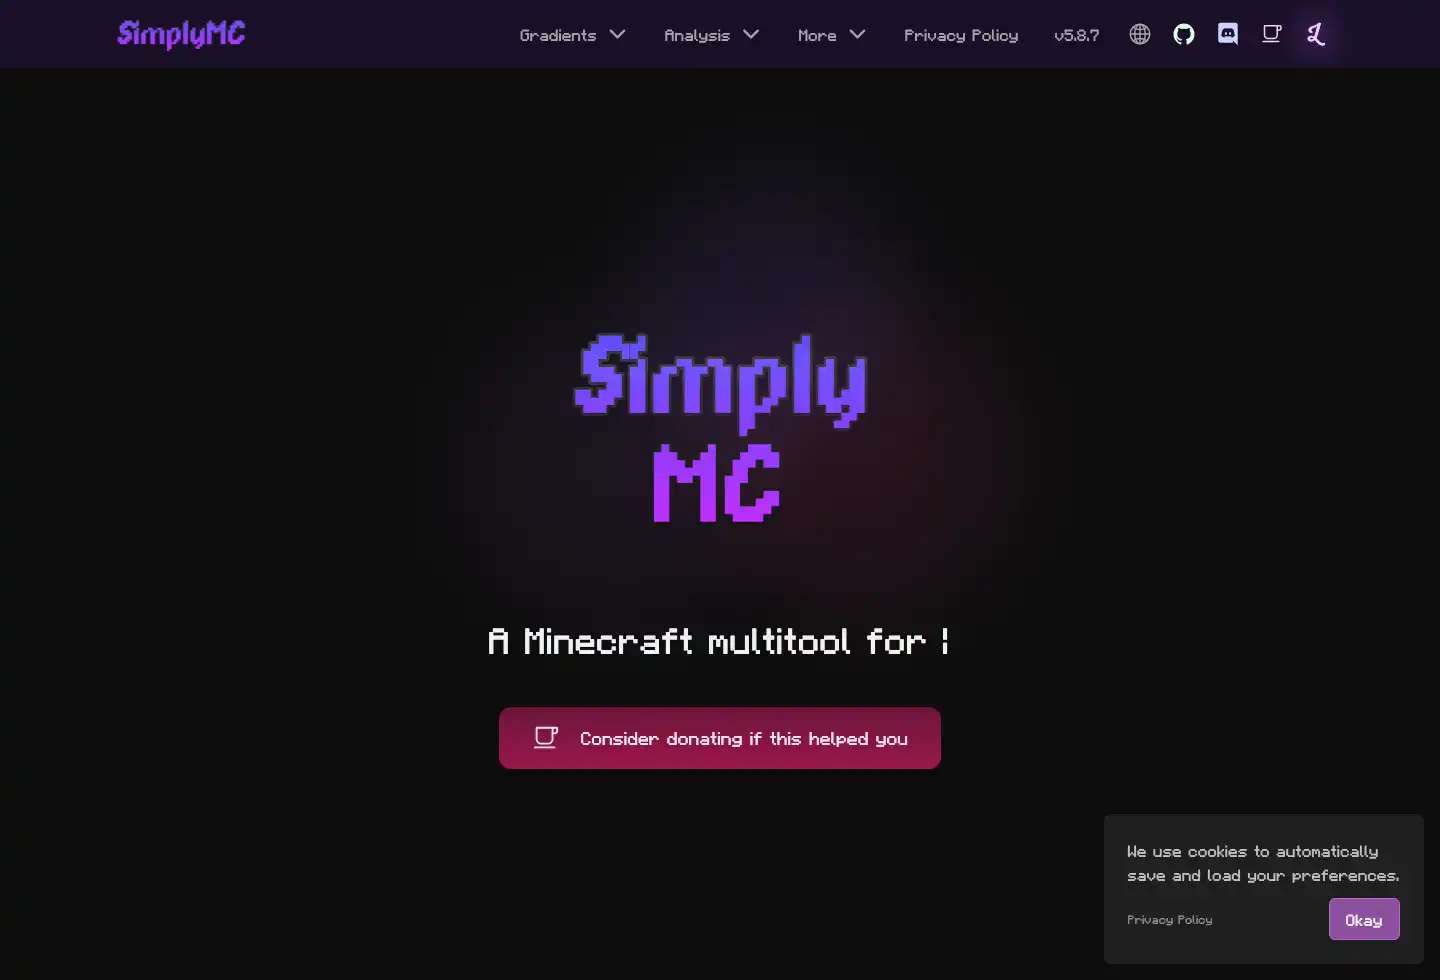 SimplyMC
Gradients
Analysis
More
Privacy Policy
v5.8.7
Simply
MC
A Minecraft multitool for |
Consider donating if this helped you
We use cookies to automatically
save and load your preferences.
Privacy Policy
Okay